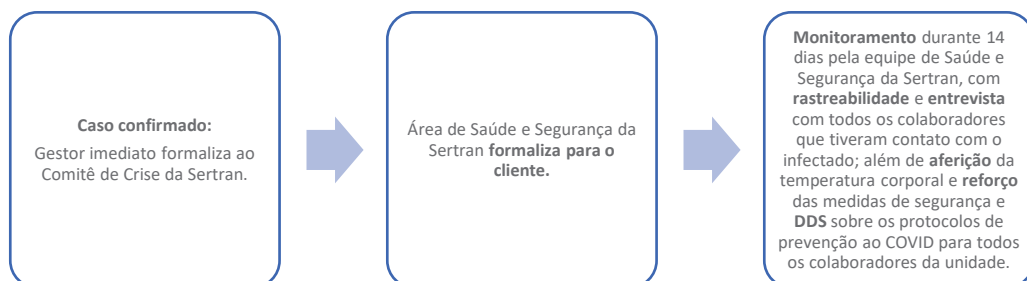 Caso confirmado:
Gestor imediato formaliza ao
Comitê de Crise da Sertran.
Área de Saúde e Segurança da
Sertran formaliza para o
cliente.
Monitoramento durante 14
dias pela equipe de Saúde e
Segurança da Sertran, com
rastreabilidade e entrevista
com todos os colaboradores
que tiveram contato com o
infectado; além de aferição da
temperatura corporal e reforço
das medidas de segurança e
DDS sobre os protocolos de
prevenção ao COVID para todos
os colaboradores da unidade.